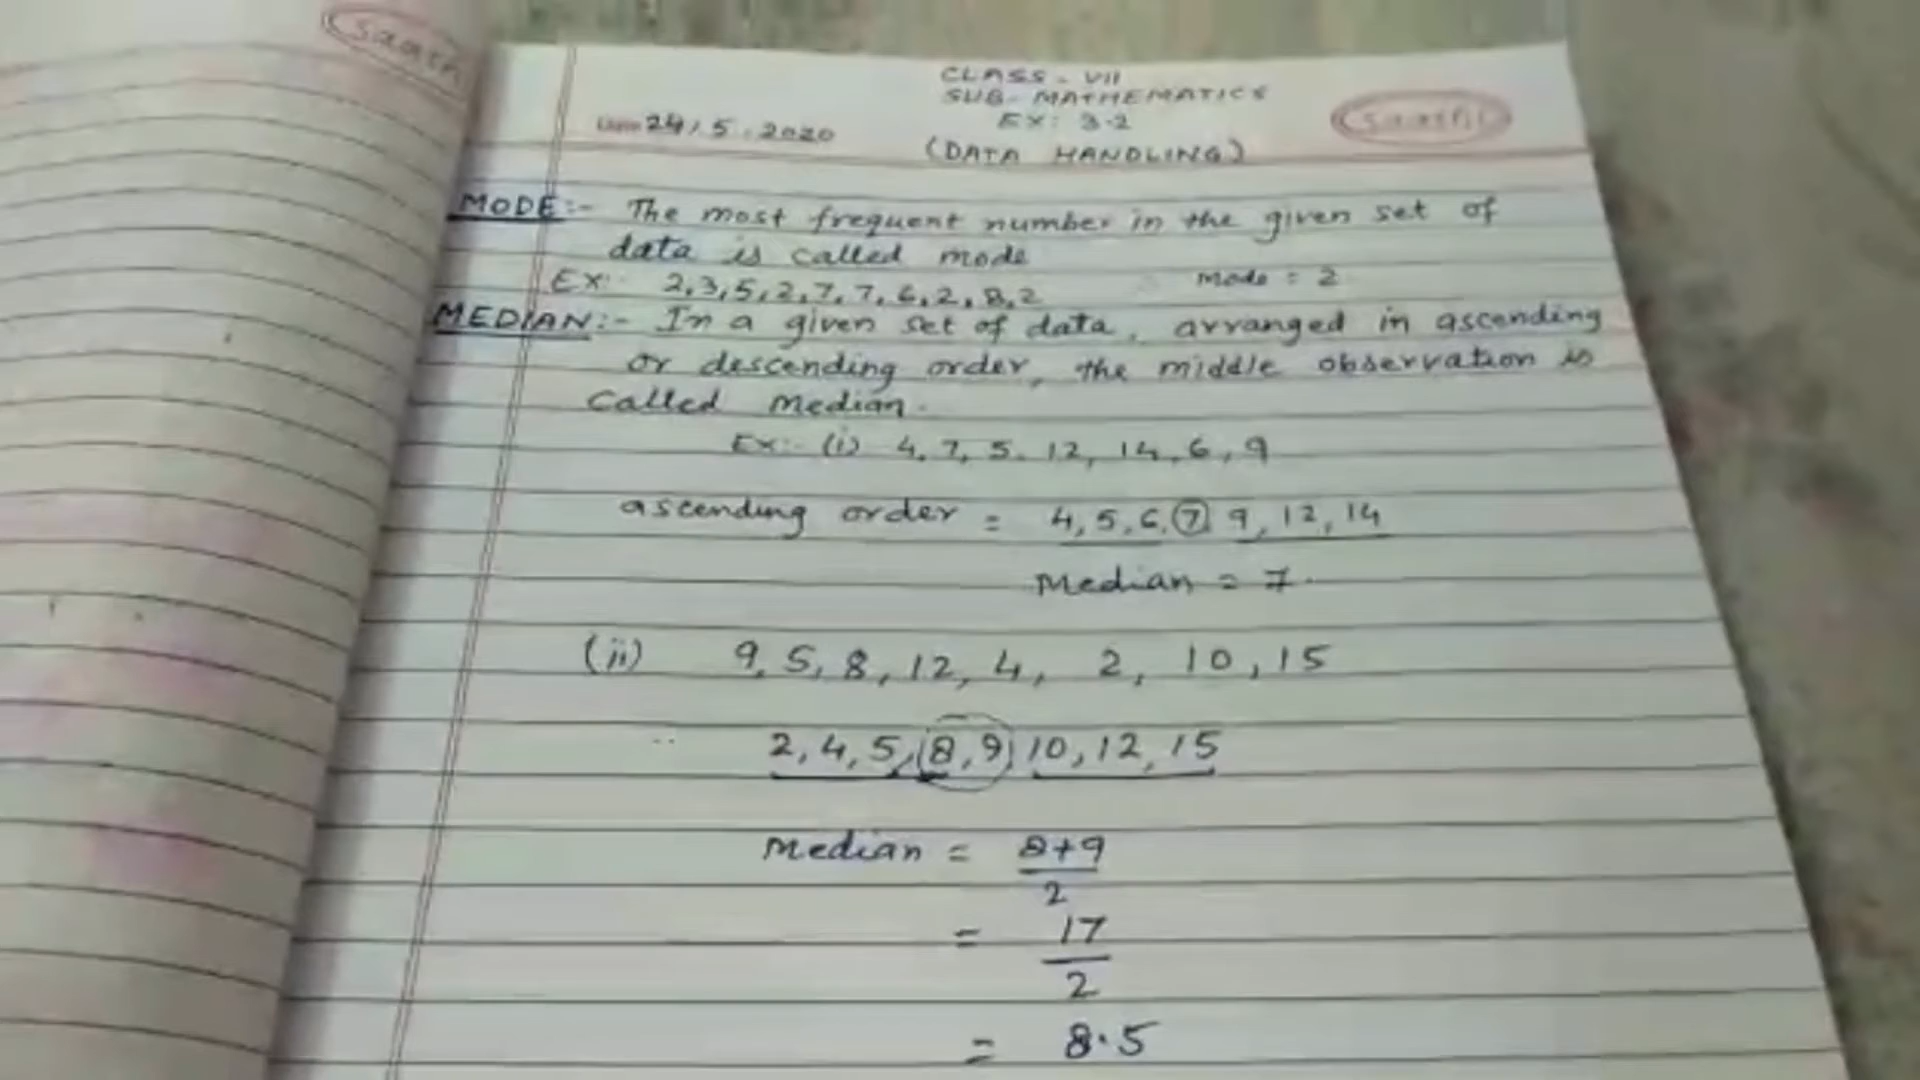 Saathi
CLASS - VII
SUB- MATHEMATICS
EX: 3.2
Saathi
Date 24/5.2020
(DATA HANDLING)
MODE:- The most frequent number in the given set of
data is called mode
EX:- 2,3,5,2,7,7,6,2,8,2 mode = 2
MEDIAN:- In a given set of data, arranged in ascending
or descending order, the middle observation is
Called Median.
Ex:- (i) 4, 7, 5, 12, 14, 6, 9
ascending order = 4, 5, 6, 7, 9, 12, 14
Median = 7.
(ii) 9, 5, 8, 12, 4, 2, 10, 15
2, 4, 5, 8, 9, 10, 12, 15
Median = 8+9
2
= 17
2
= 8.5